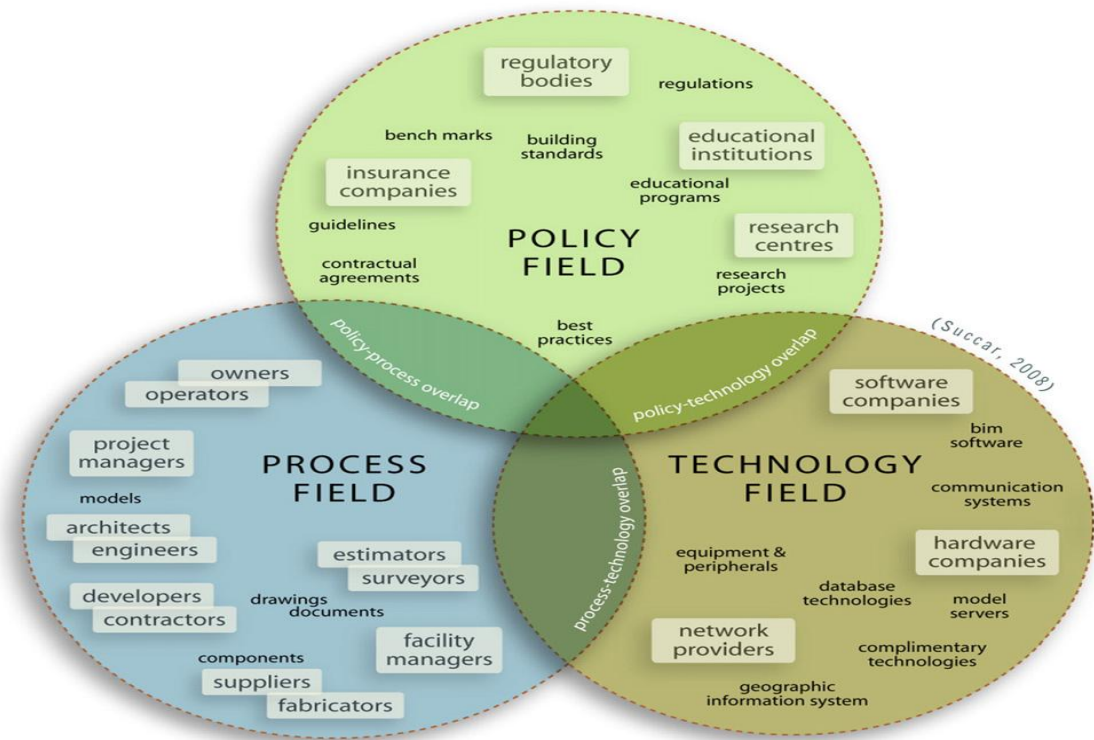 regulatory
bodies
regulations
bench marks
building
standards
educational
institutions
insurance
companies
educational
programs
guidelines
research
centres
POLICY
FIELD
contractual
agreements
research
projects
best
practices
policy-process overlap
policy-technology overlap
(Succar, 2008)
owners
operators
project
managers
PROCESS
FIELD
models
architects
engineers
estimators
surveyors
developers
contractors
drawings
documents
facility
managers
components
suppliers
fabricators
process-technology overlap
software
companies
bim
software
TECHNOLOGY
FIELD
communication
systems
equipment &
peripherals
hardware
companies
database
technologies
model
servers
network
providers
complimentary
technologies
geographic
information system